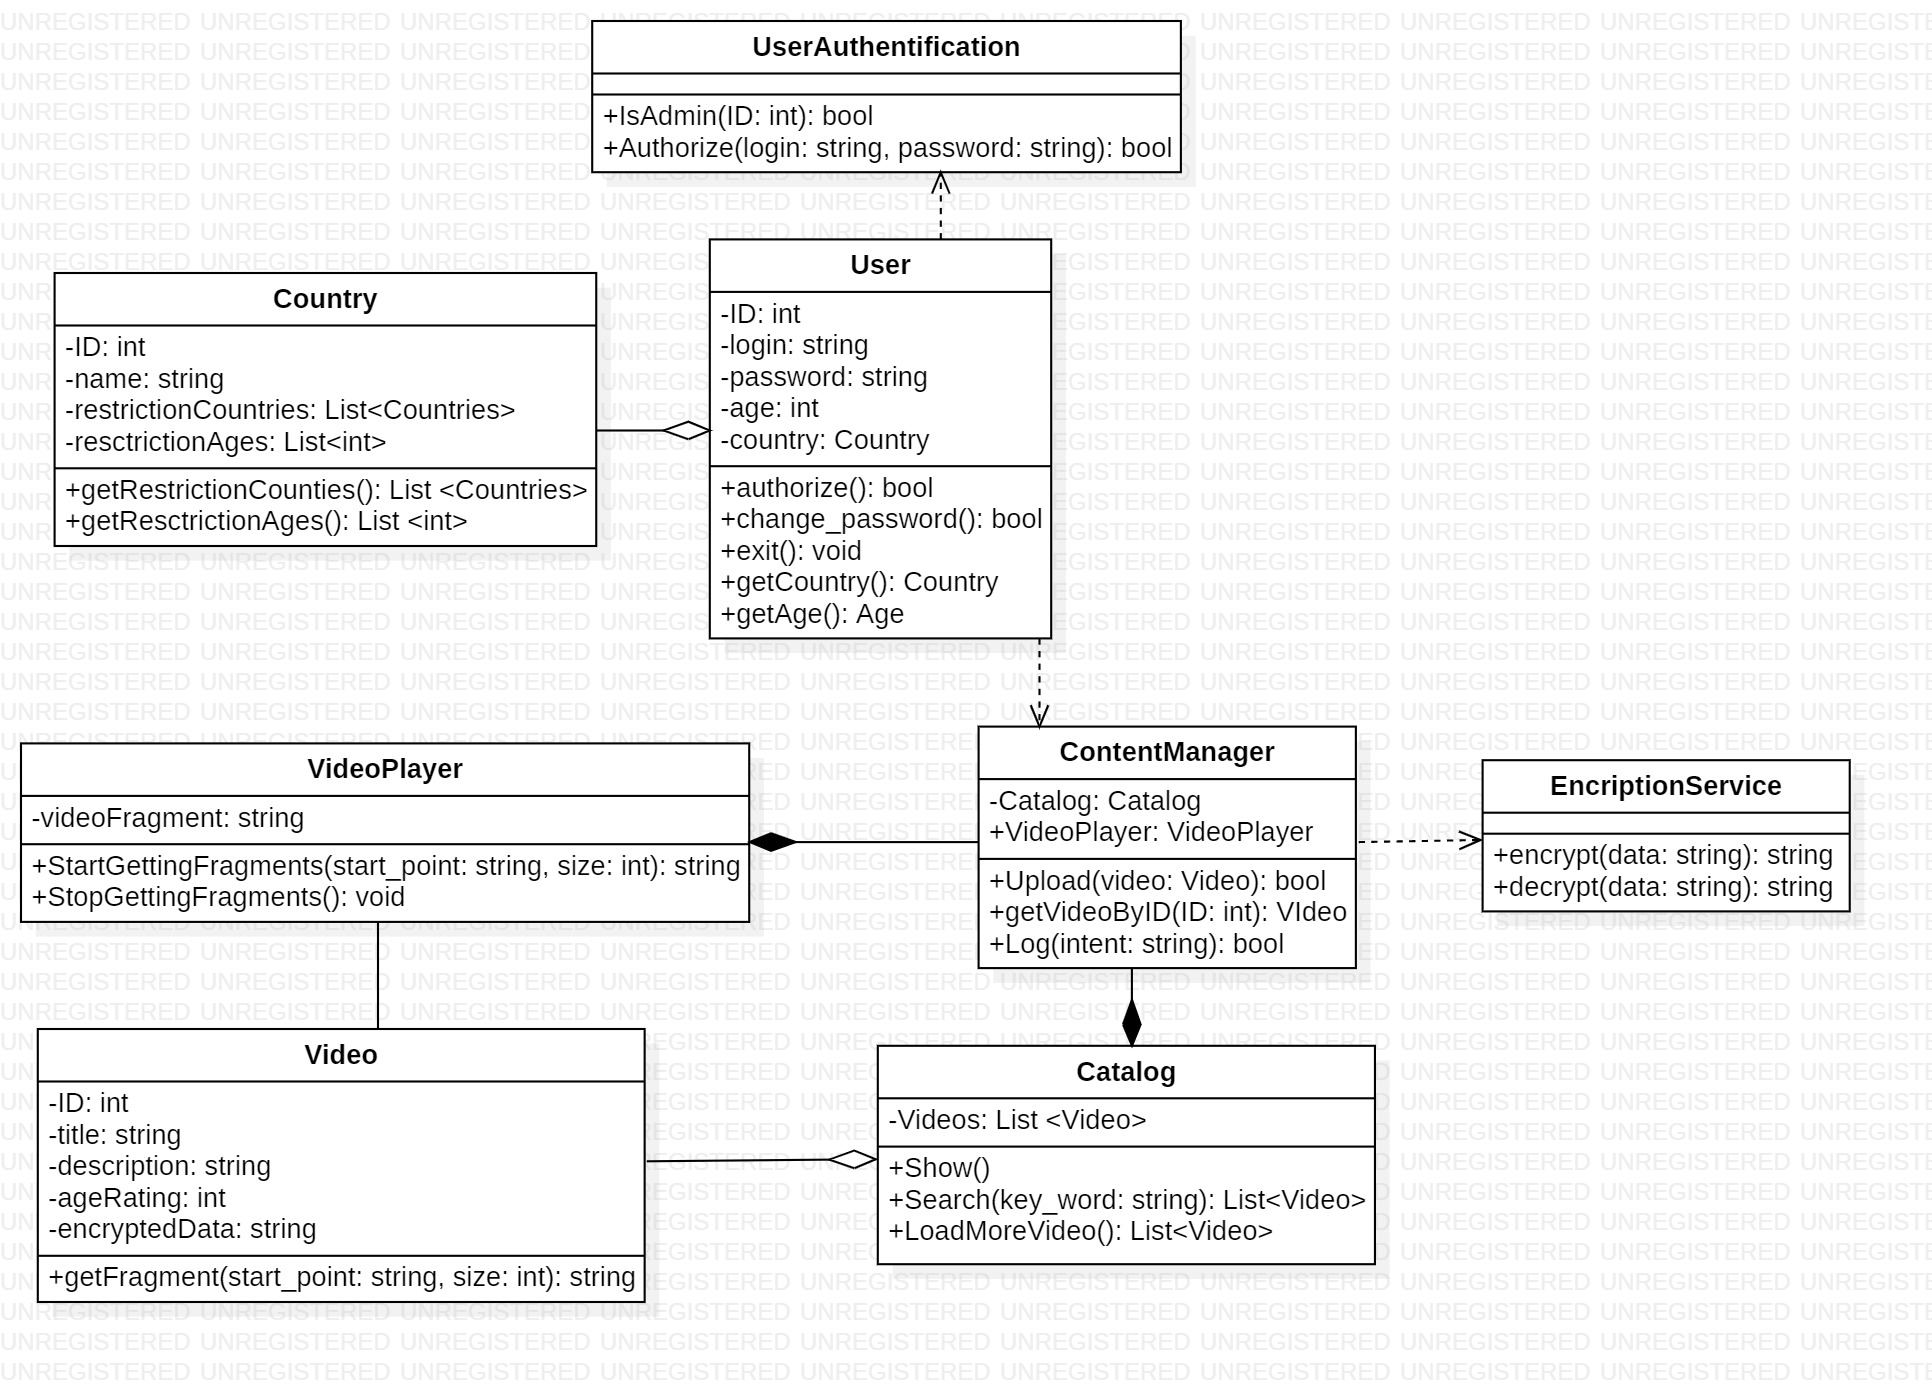 UserAuthentification
+IsAdmin(ID: int): bool
+Authorize(login: string, password: string): bool
User
-ID: int
-login: string
-password: string
-age: int
-country: Country
+authorize(): bool
+change_password(): bool
+exit(): void
+getCountry(): Country
+getAge(): Age
Country
-ID: int
-name: string
-restrictionCountries: List<Countries>
-resctrictionAges: List<int>
+getRestrictionCounties(): List <Countries>
+getResctrictionAges(): List <int>
VideoPlayer
-videoFragment: string
+StartGettingFragments(start_point: string, size: int): string
+StopGettingFragments(): void
ContentManager
-Catalog: Catalog
+VideoPlayer: VideoPlayer
+Upload(video: Video): bool
+getVideoByID(ID: int): VIdeo
+Log(intent: string): bool
EncriptionService
+encrypt(data: string): string
+decrypt(data: string): string
Video
-ID: int
-title: string
-description: string
-ageRating: int
-encryptedData: string
+getFragment(start_point: string, size: int): string
Catalog
-Videos: List <Video>
+Show()
+Search(key_word: string): List<Video>
+LoadMoreVideo(): List<Video>
UNREGISTERED